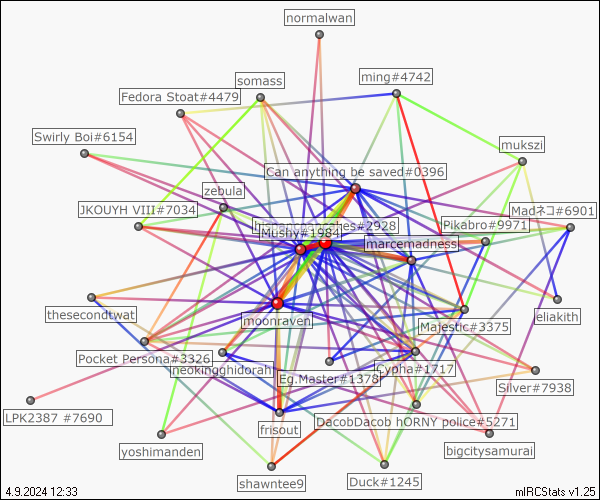 normalwan
ming#4742
somass
Fedora Stoat#4479
Swirly Boi#6154
mukszi
Can anything be saved#0396
zebula
JKOUYH VIII#7034
Madネコ#6901
#2928
Mushy#1984
Pikabro#9971
marcemadness
thesecondtwat
eliakith
moonraven
Majestic#3375
Pocket Persona#3326
neokingghidorah
Cypha#1717
Eg.Master#1378
Silver#7938
LPK2387 #7690
frisout
DacobDacob hORNY police#5271
yoshimanden
bigcitysamurai
shawntee9
Duck#1245
4.9.2024 12:33
mIRCStats v1.25